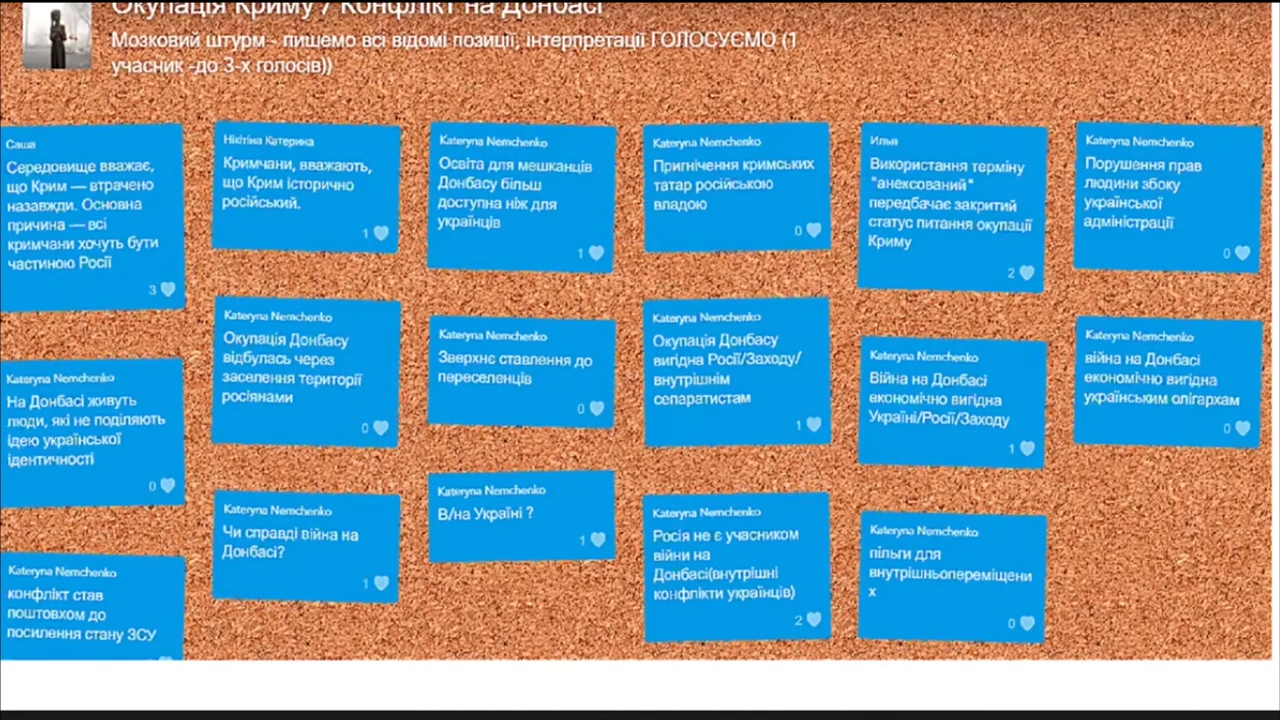 Окупація Криму / Конфлікт на Донбасі
Мозковий штурм - пишемо всі відомі позиції, інтерпретації ГОЛОСУЄМО (1
учасник -до 3-х голосів))
Саша
Середовище вважає,
що Крим — втрачено
назавжди. Основна
причина — всі
кримчани хочуть бути
частиною Росії
3
Kateryna Nemchenko
На Донбасі живуть
люди, які не поділяють
ідею української
ідентичності
0
Kateryna Nemchenko
конфлікт став
поштовхом до
посилення стану ЗСУ
Нікітіна Катерина
Кримчани, вважають,
що Крим історично
російський.
1
Kateryna Nemchenko
Окупація Донбасу
відбулась через
заселення території
росіянами
0
Kateryna Nemchenko
Чи справді війна на
Донбасі?
1
Kateryna Nemchenko
Освіта для мешканців
Донбасу більш
доступна ніж для
українців
1
Kateryna Nemchenko
Зверхнє ставлення до
переселенців
0
Kateryna Nemchenko
В/на Україні ?
1
Kateryna Nemchenko
Пригнічення кримських
татар російською
владою
0
Kateryna Nemchenko
Окупація Донбасу
вигідна Росії/Заходу/
внутрішнім
сепаратистам
1
Kateryna Nemchenko
Росія не є учасником
війни на
Донбасі(внутрішні
конфлікти українців)
2
Илья
Використання терміну
"анексований"
передбачає закритий
статус питання окупації
Криму
2
Kateryna Nemchenko
Війна на Донбасі
економічно вигідна
Україні/Росії/Заходу
1
Kateryna Nemchenko
пільги для
внутрішньопереміщени
х
0
Kateryna Nemchenko
Порушення прав
людини збоку
української
адміністрації
0
Kateryna Nemchenko
війна на Донбасі
економічно вигідна
українським олігархам
0